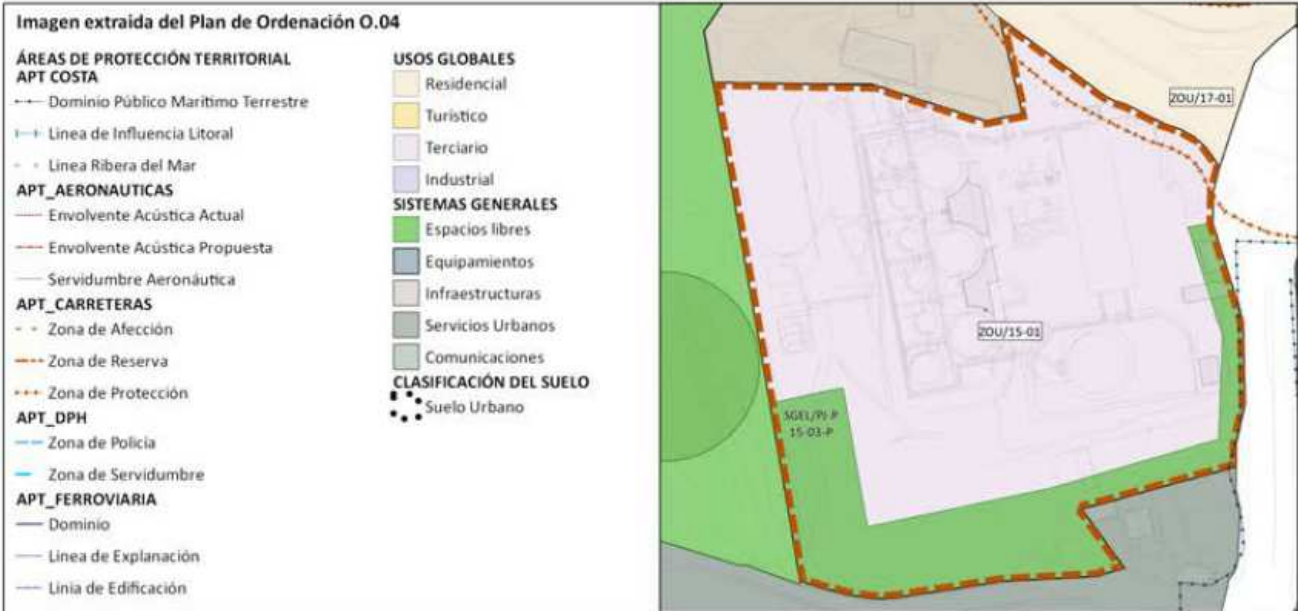 Imagen extraida del Plan de Ordenación O.04
ÁREAS DE PROTECCIÓN TERRITORIAL
APT COSTA
Dominio Público Marítimo Terrestre
Linea de Influencia Litoral
Linea Ribera del Mar
APT_AERONAUTICAS
Envolvente Acústica Actual
Envolvente Acústica Propuesta
Servidumbre Aeronáutica
APT_CARRETERAS
Zona de Afección
Zona de Reserva
Zona de Protección
APT_DPH
Zona de Policía
Zona de Servidumbre
APT_FERROVIARIA
Dominio
Linea de Explanación
Linia de Edificación
USOS GLOBALES
Residencial
Turístico
Terciario
Industrial
SISTEMAS GENERALES
Espacios libres
Equipamientos
Infraestructuras
Servicios Urbanos
Comunicaciones
CLASIFICACIÓN DEL SUELO
Suelo Urbano
ZOU/17-01
ZOU/15-01
SGEL/PJ-P
15-03-P